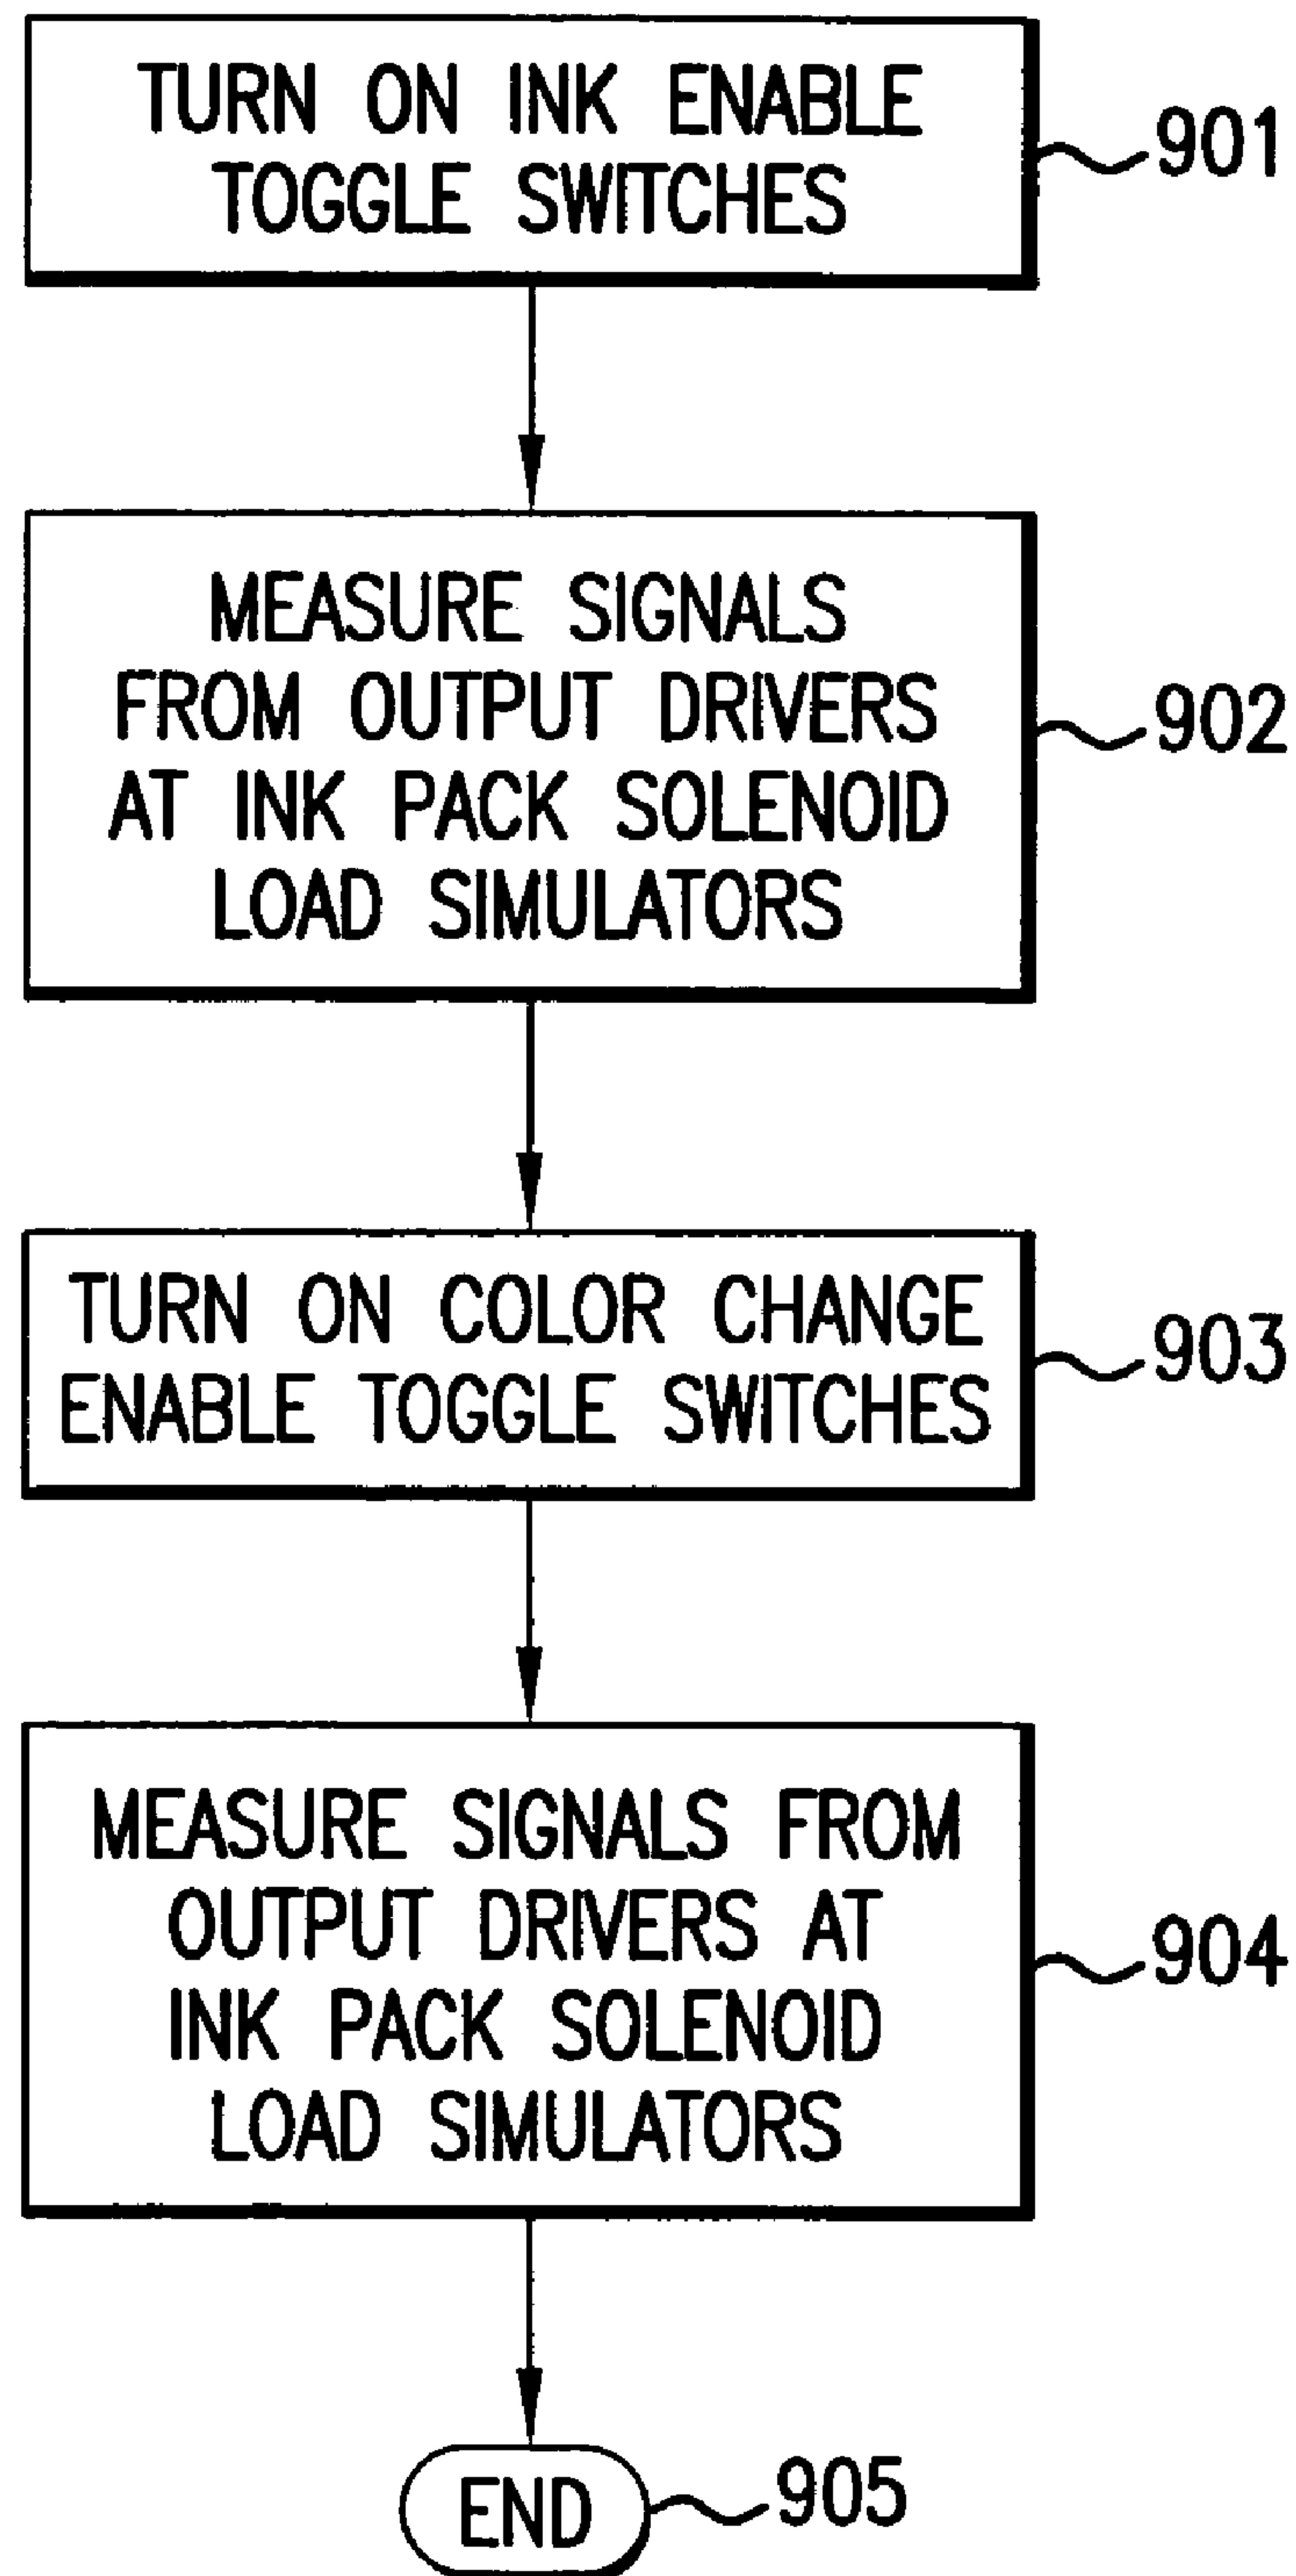 TURN ON INK ENABLE
TOGGLE SWITCHES
901
MEASURE SIGNALS
FROM OUTPUT DRIVERS
AT INK PACK SOLENOID
LOAD SIMULATORS
902
TURN ON COLOR CHANGE
ENABLE TOGGLE SWITCHES
903
MEASURE SIGNALS FROM
OUTPUT DRIVERS AT
INK PACK SOLENOID
LOAD SIMULATORS
904
END
905